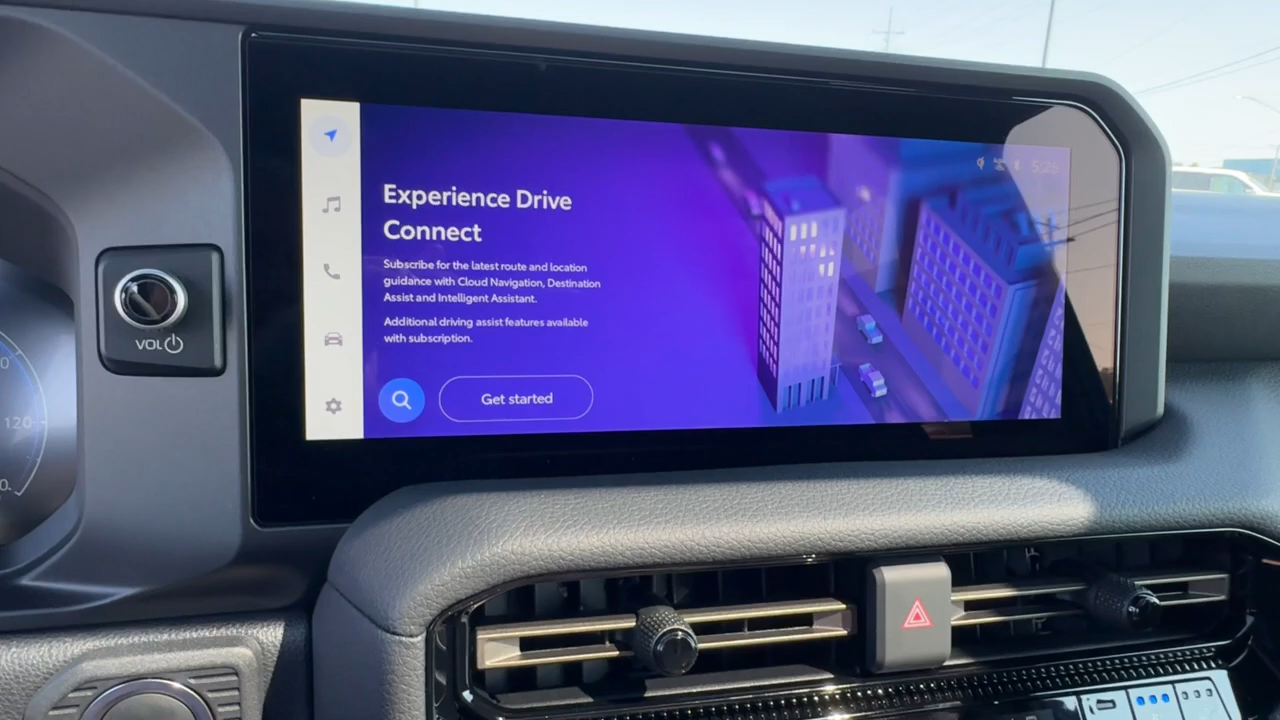 Experience Drive
Connect
Subscribe for the latest route and location
guidance with Cloud Navigation, Destination
Assist and Intelligent Assistant.
Additional driving assist features available
with subscription.
Get started
VOL
120